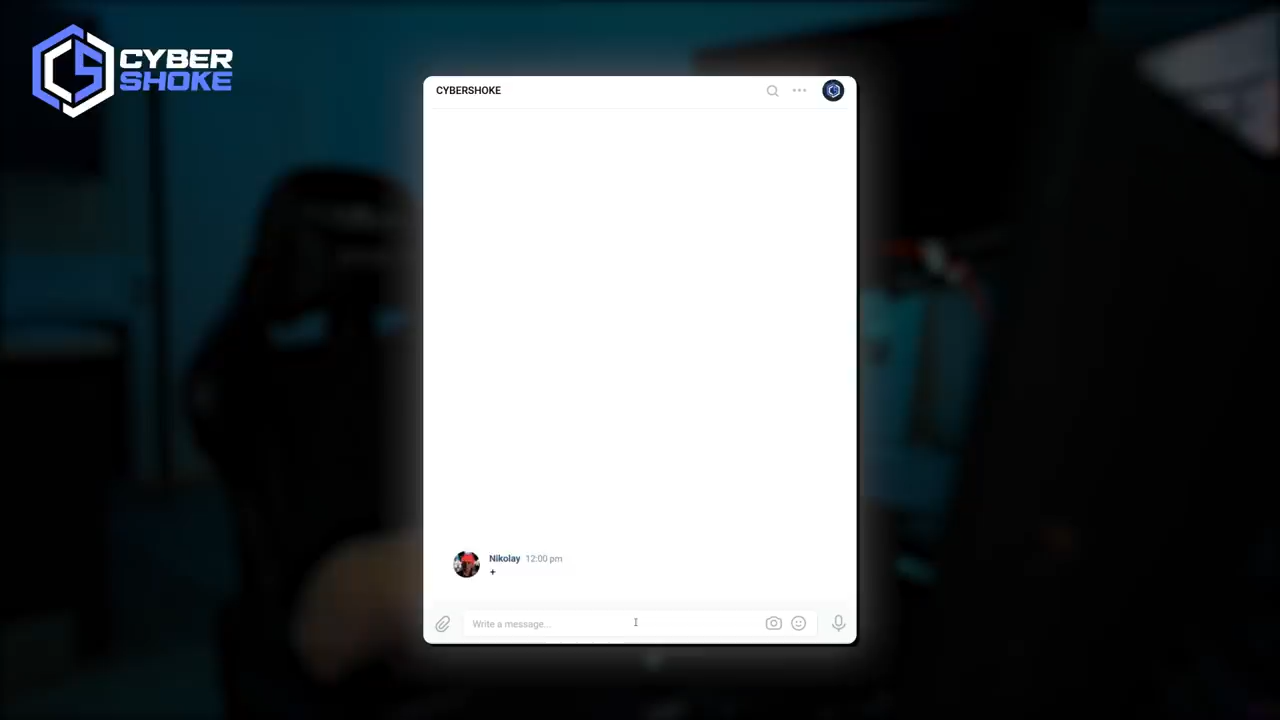 CYBER
SHOKE
CYBERSHOKE
Nikolay 12:00 pm
+
Write a message...